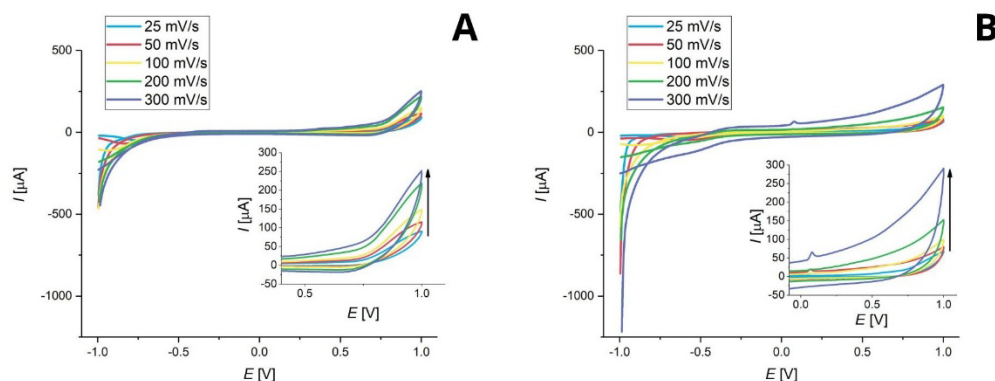 A
25 mV/s
50 mV/s
100 mV/s
200 mV/s
300 mV/s
500
0
-500
-1000
I [µA]
-1.0 -0.5 0.0 0.5 1.0
E [V]
300
250
200
150
100
50
0
-50
I [µA]
0.5 1.0
E [V]
B
25 mV/s
50 mV/s
100 mV/s
200 mV/s
300 mV/s
500
0
-500
-1000
I [µA]
-1.0 -0.5 0.0 0.5 1.0
E [V]
300
250
200
150
100
50
0
-50
I [µA]
0.0 0.5 1.0
E [V]